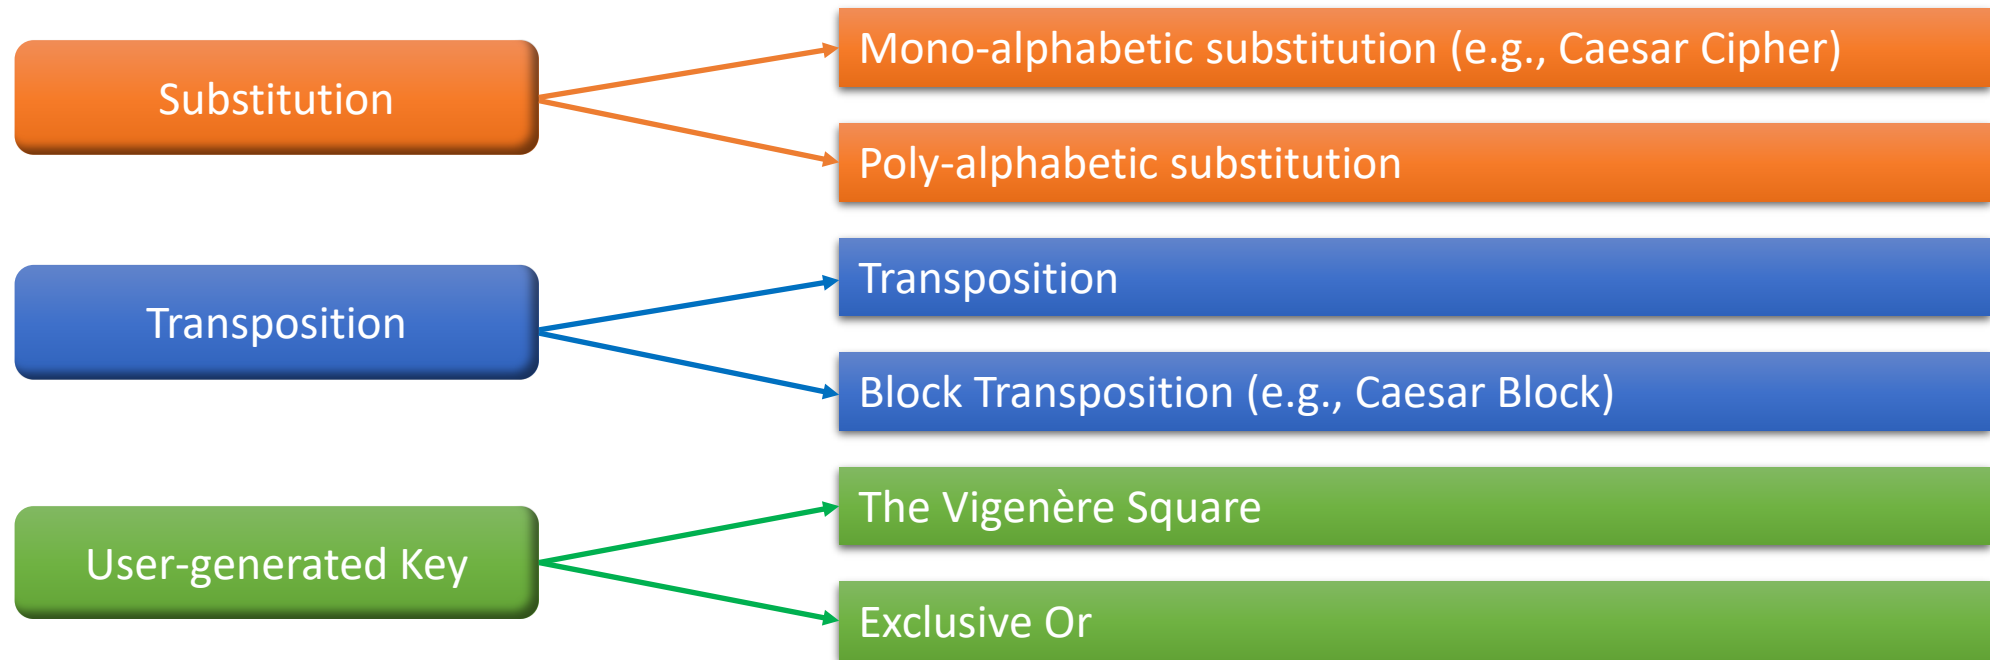 Substitution
Mono-alphabetic substitution (e.g., Caesar Cipher)
Poly-alphabetic substitution
Transposition
Transposition
Block Transposition (e.g., Caesar Block)
User-generated Key
The Vigenère Square
Exclusive Or